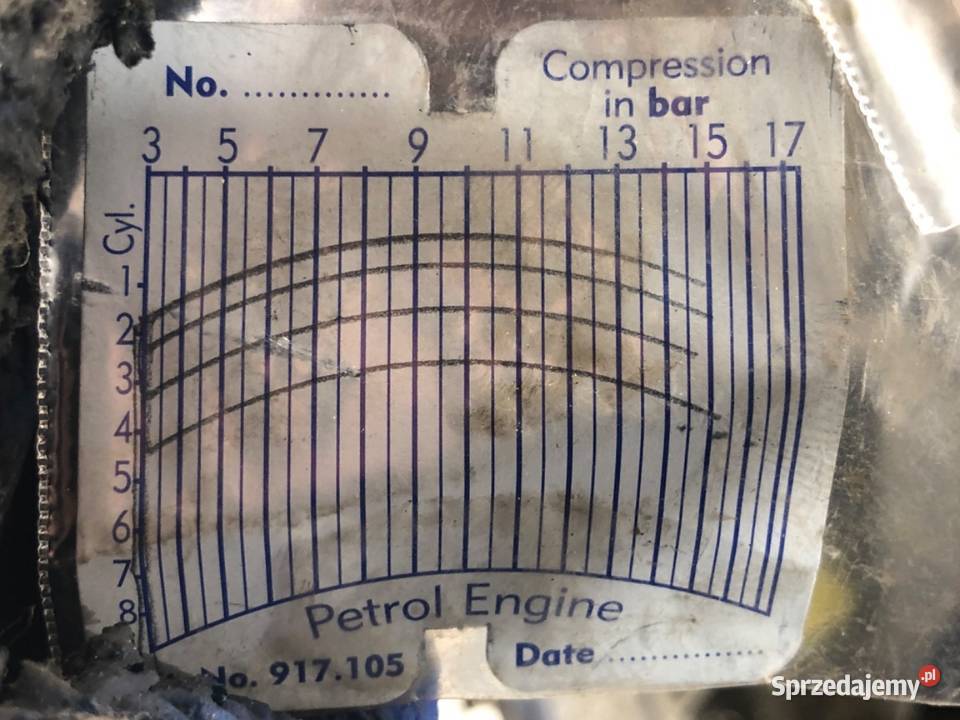 No. .............
Compression
in bar
3 5 7 9 11 13 15 17
Cyl.
1
2
3
4
5
6
7
8
Petrol Engine
No. 917.105
Date ...............
Sprzedajemy.pl